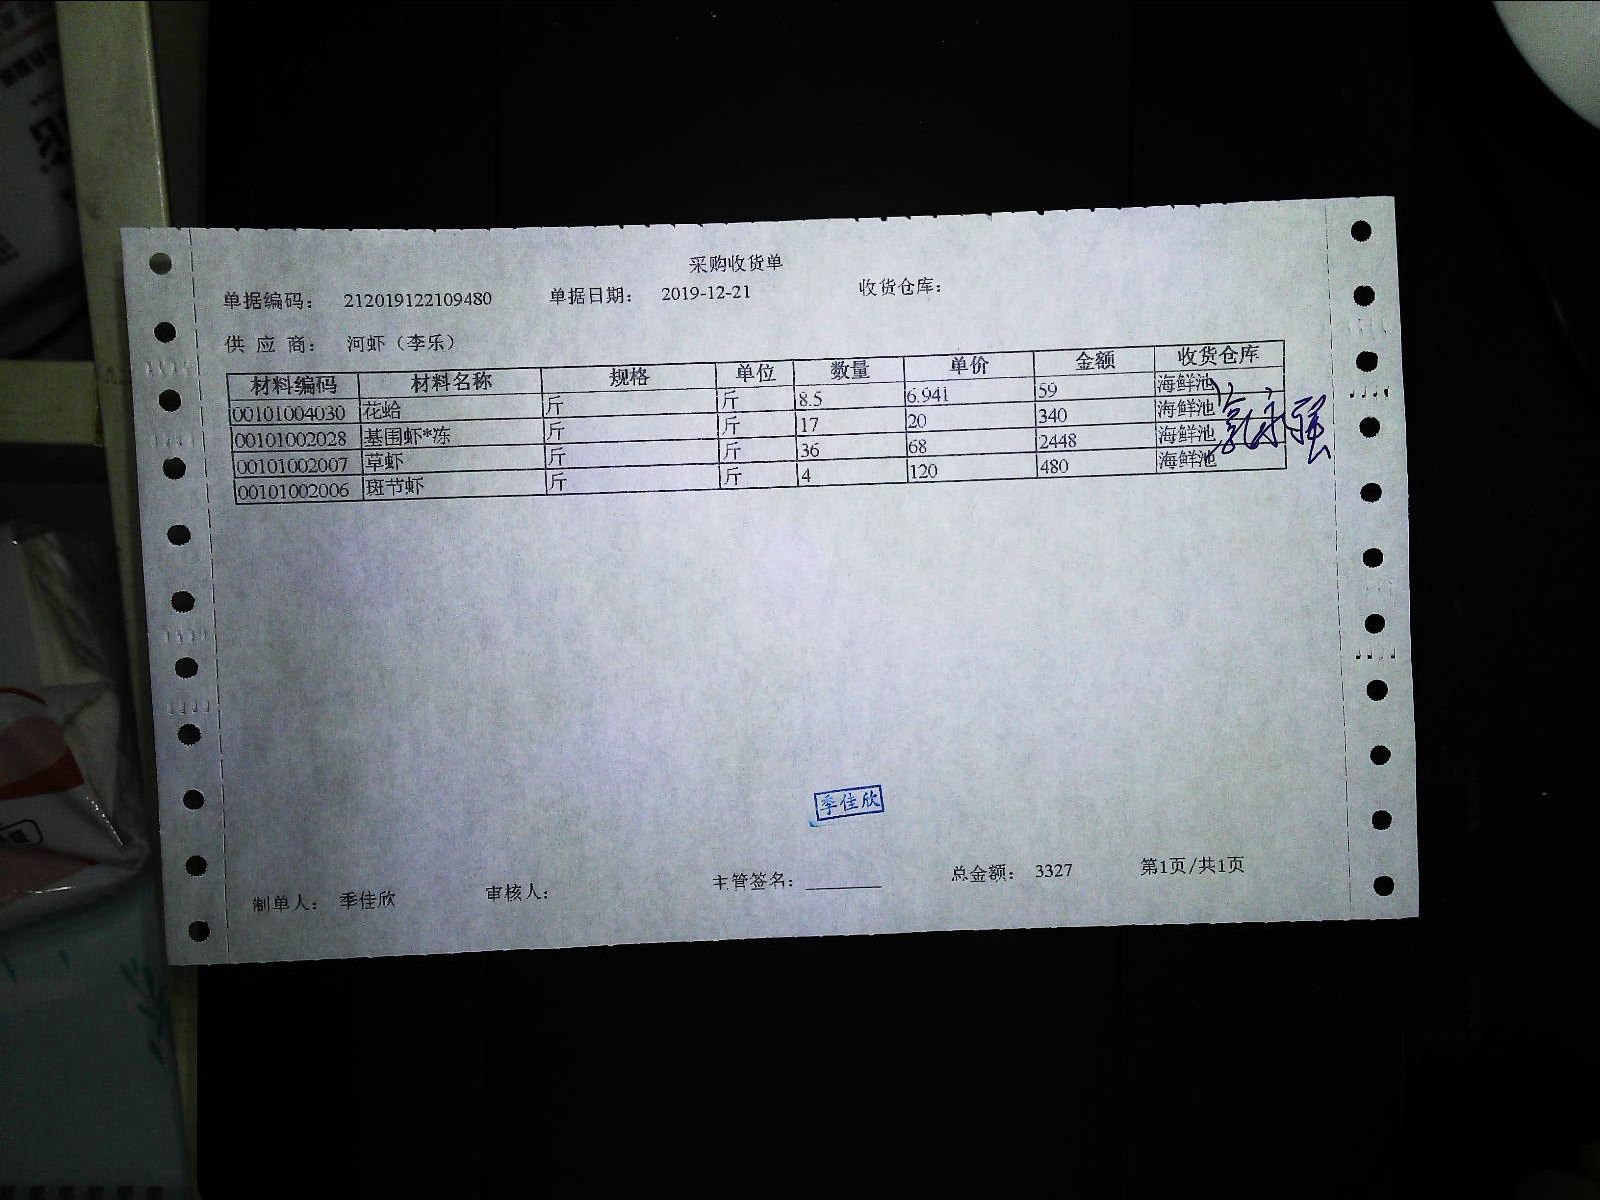 采购收货单
单据编码： 212019122109480 单据日期： 2019-12-21 收货仓库：
供 应 商： 河虾（李乐）
材料编码 材料名称 规格 单位 数量 单价 金额 收货仓库
00101004030 花蛤 斤 斤 8.5 6.941 59 海鲜池
00101002028 基围虾*冻 斤 斤 17 20 340 海鲜池
00101002007 草虾 斤 斤 36 68 2448 海鲜池
00101002006 斑节虾 斤 斤 4 120 480 海鲜池
季佳欣
制单人： 季佳欣 审核人： 主管签名： 总金额： 3327 第1页/共1页